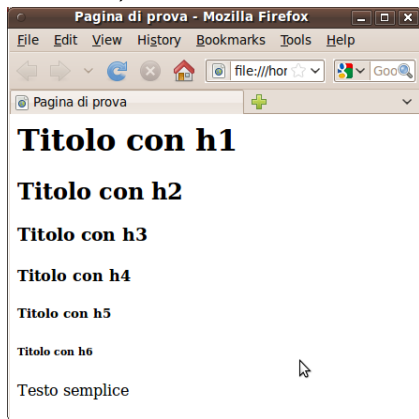 Pagina di prova - Mozilla Firefox
File Edit View History Bookmarks Tools Help
file:///hor Goo
Pagina di prova
Titolo con h1
Titolo con h2
Titolo con h3
Titolo con h4
Titolo con h5
Titolo con h6
Testo semplice